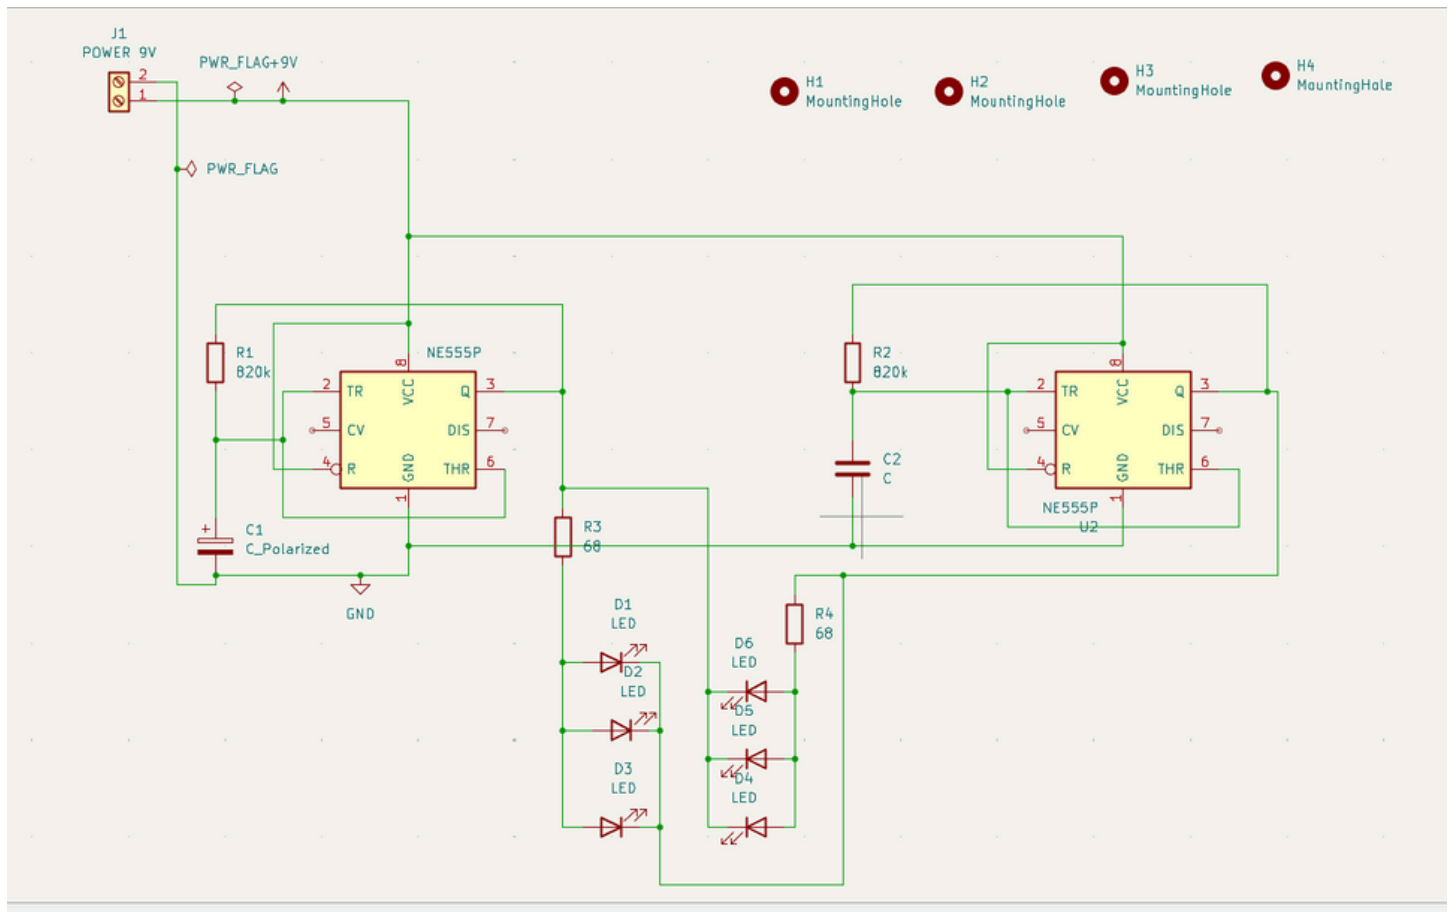 J1
POWER 9V
2
1
PWR_FLAG+9V
PWR_FLAG
H1
MountingHole
H2
MountingHole
H3
MountingHole
H4
MountingHole
R1
820k
NE555P
8
VCC
2
TR
Q
3
5
CV
DIS
7
4
R
GND
THR
6
1
C1
+
C_Polarized
GND
R2
820k
8
VCC
2
TR
Q
3
5
CV
DIS
7
4
R
GND
THR
6
1
C2
C
NE555P
U2
R3
68
R4
68
D1
LED
D2
LED
D3
LED
D6
LED
D5
LED
D4
LED